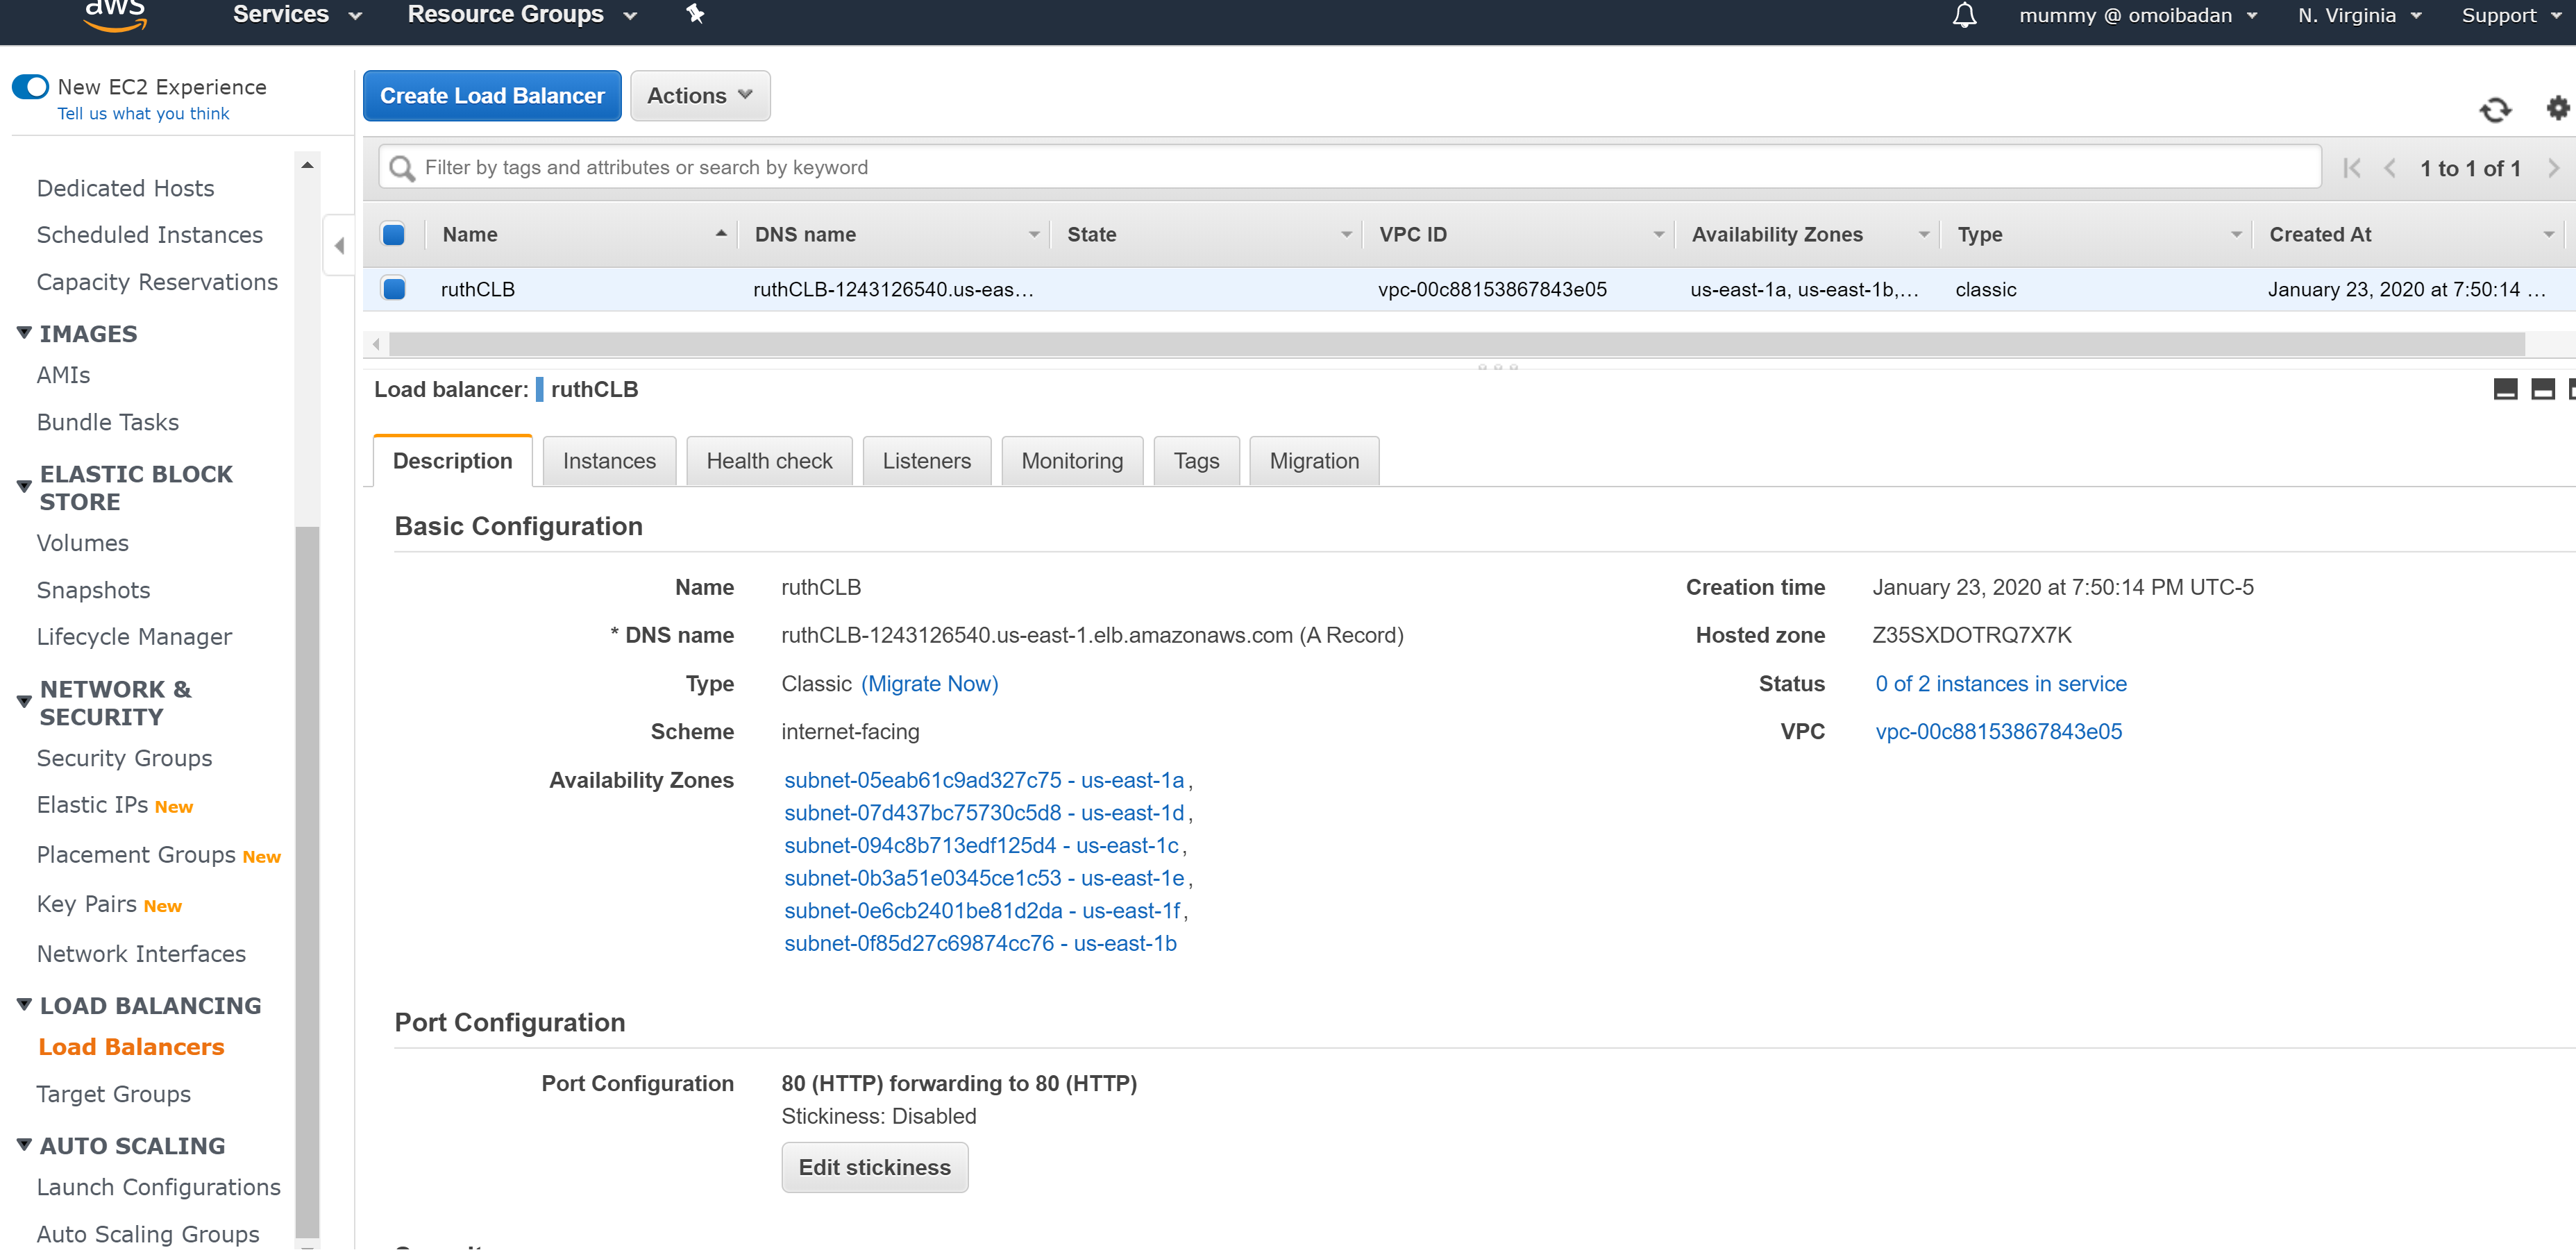 aws
Services
Resource Groups
mummy @ omoibadan
N. Virginia
Support
New EC2 Experience
Tell us what you think
Dedicated Hosts
Scheduled Instances
Capacity Reservations
IMAGES
AMIs
Bundle Tasks
ELASTIC BLOCK
STORE
Volumes
Snapshots
Lifecycle Manager
NETWORK &
SECURITY
Security Groups
Elastic IPs New
Placement Groups New
Key Pairs New
Network Interfaces
LOAD BALANCING
Load Balancers
Target Groups
AUTO SCALING
Launch Configurations
Auto Scaling Groups
Create Load Balancer
Actions
Filter by tags and attributes or search by keyword
1 to 1 of 1
Name DNS name State VPC ID Availability Zones Type Created At
ruthCLB ruthCLB-1243126540.us-eas… vpc-00c88153867843e05 us-east-1a, us-east-1b,… classic January 23, 2020 at 7:50:14 …
Load balancer: ruthCLB
Description Instances Health check Listeners Monitoring Tags Migration
Basic Configuration
Name ruthCLB
* DNS name ruthCLB-1243126540.us-east-1.elb.amazonaws.com (A Record)
Type Classic (Migrate Now)
Scheme internet-facing
Availability Zones subnet-05eab61c9ad327c75 - us-east-1a,
subnet-07d437bc75730c5d8 - us-east-1d,
subnet-094c8b713edf125d4 - us-east-1c,
subnet-0b3a51e0345ce1c53 - us-east-1e,
subnet-0e6cb2401be81d2da - us-east-1f,
subnet-0f85d27c69874cc76 - us-east-1b
Creation time January 23, 2020 at 7:50:14 PM UTC-5
Hosted zone Z35SXDOTRQ7X7K
Status 0 of 2 instances in service
VPC vpc-00c88153867843e05
Port Configuration
Port Configuration 80 (HTTP) forwarding to 80 (HTTP)
Stickiness: Disabled
Edit stickiness